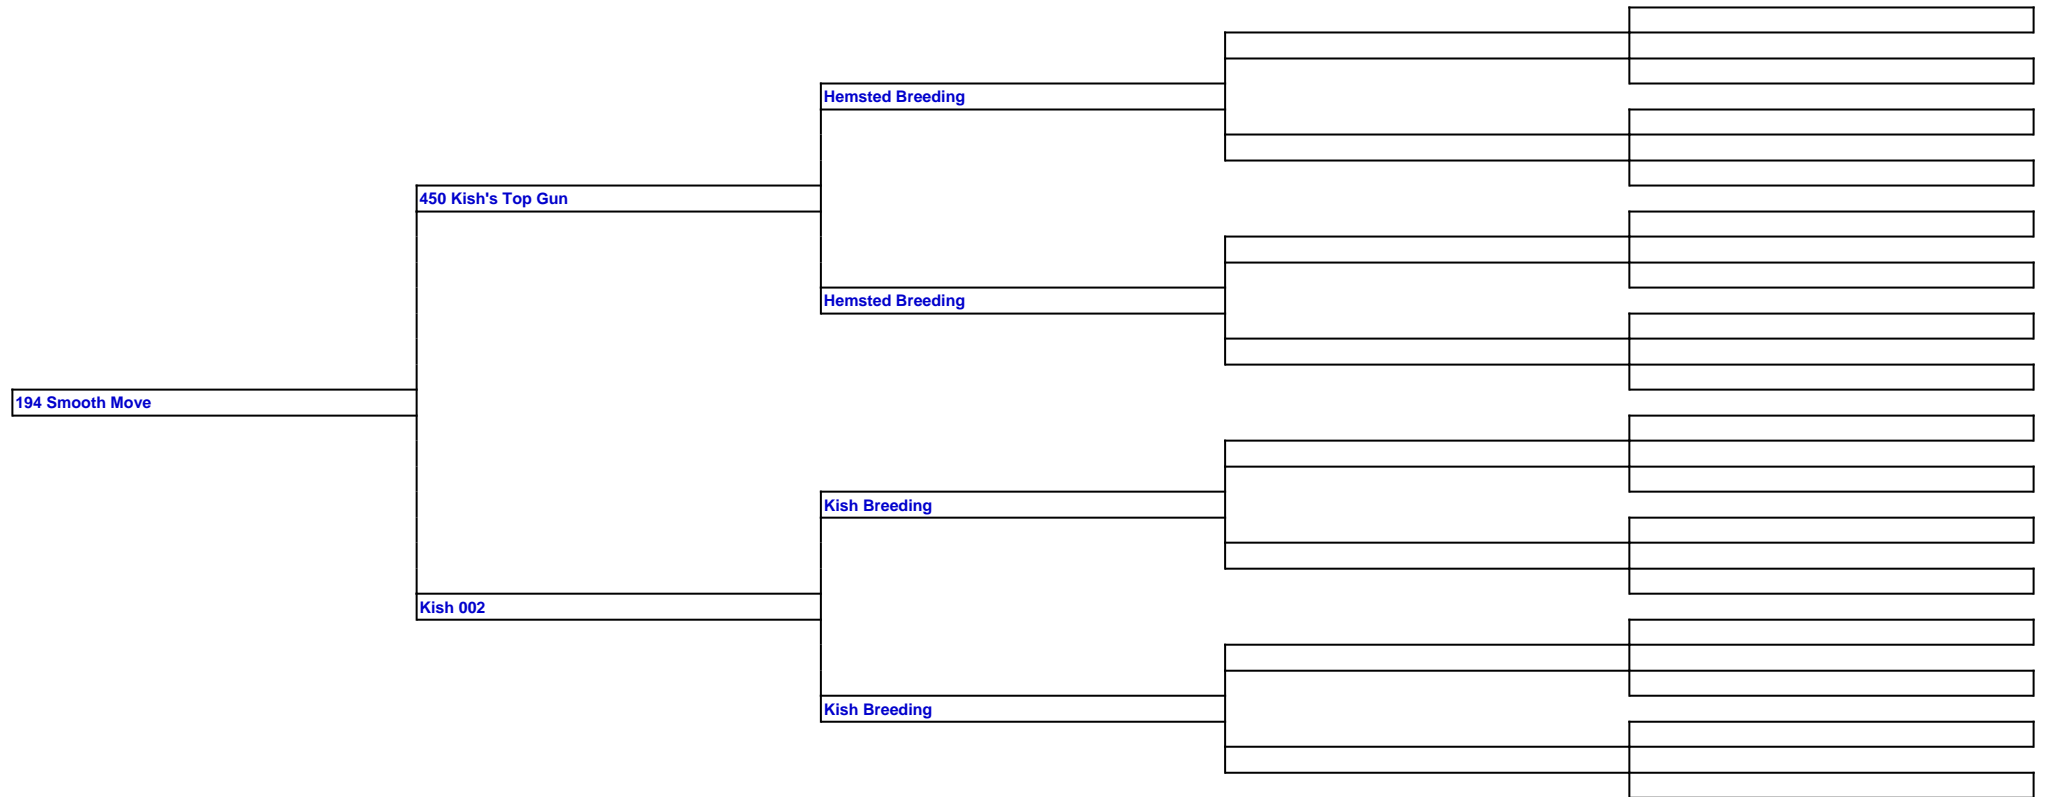 Hemsted Breeding
450 Kish's Top Gun
Hemsted Breeding
194 Smooth Move
Kish Breeding
Kish 002
Kish Breeding